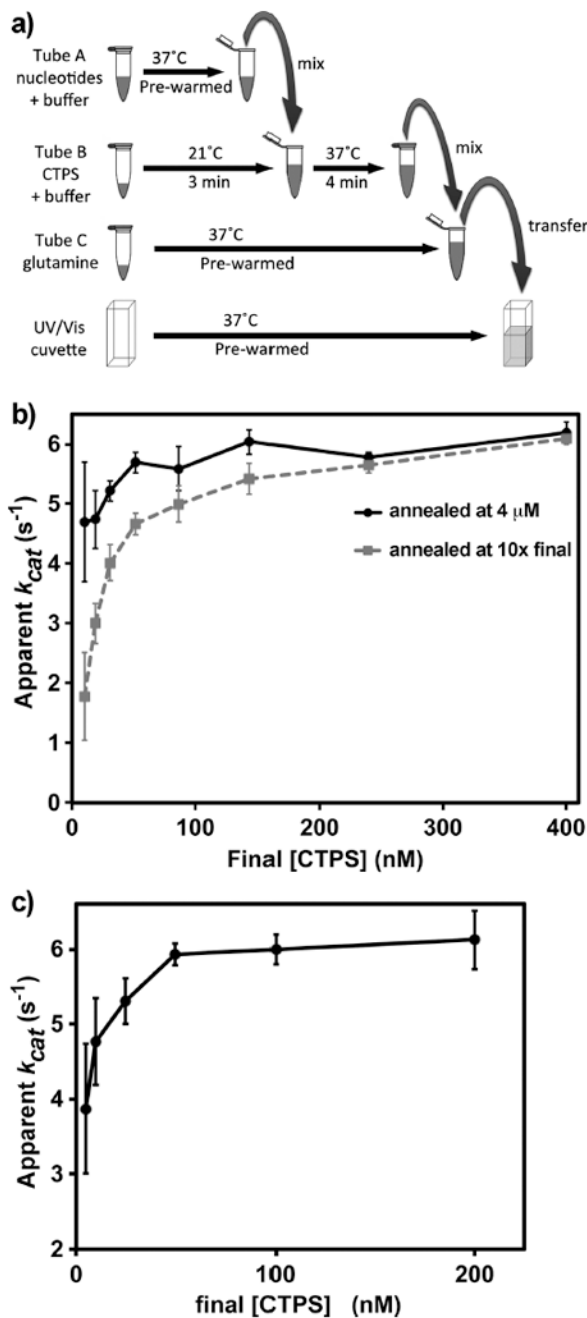 a)
Tube A
nucleotides
+ buffer
37˚C
Pre-warmed
mix
Tube B
CTPS
+ buffer
21˚C
3 min
37˚C
4 min
mix
Tube C
glutamine
37˚C
Pre-warmed
transfer
UV/Vis
cuvette
37˚C
Pre-warmed
b)
Apparent kcat (s-1)
6
5
4
3
2
1
0
annealed at 4 μM
annealed at 10x final
0
100
200
300
400
Final [CTPS] (nM)
c)
Apparent kcat (s-1)
6
5
4
3
2
0
100
200
final [CTPS] (nM)